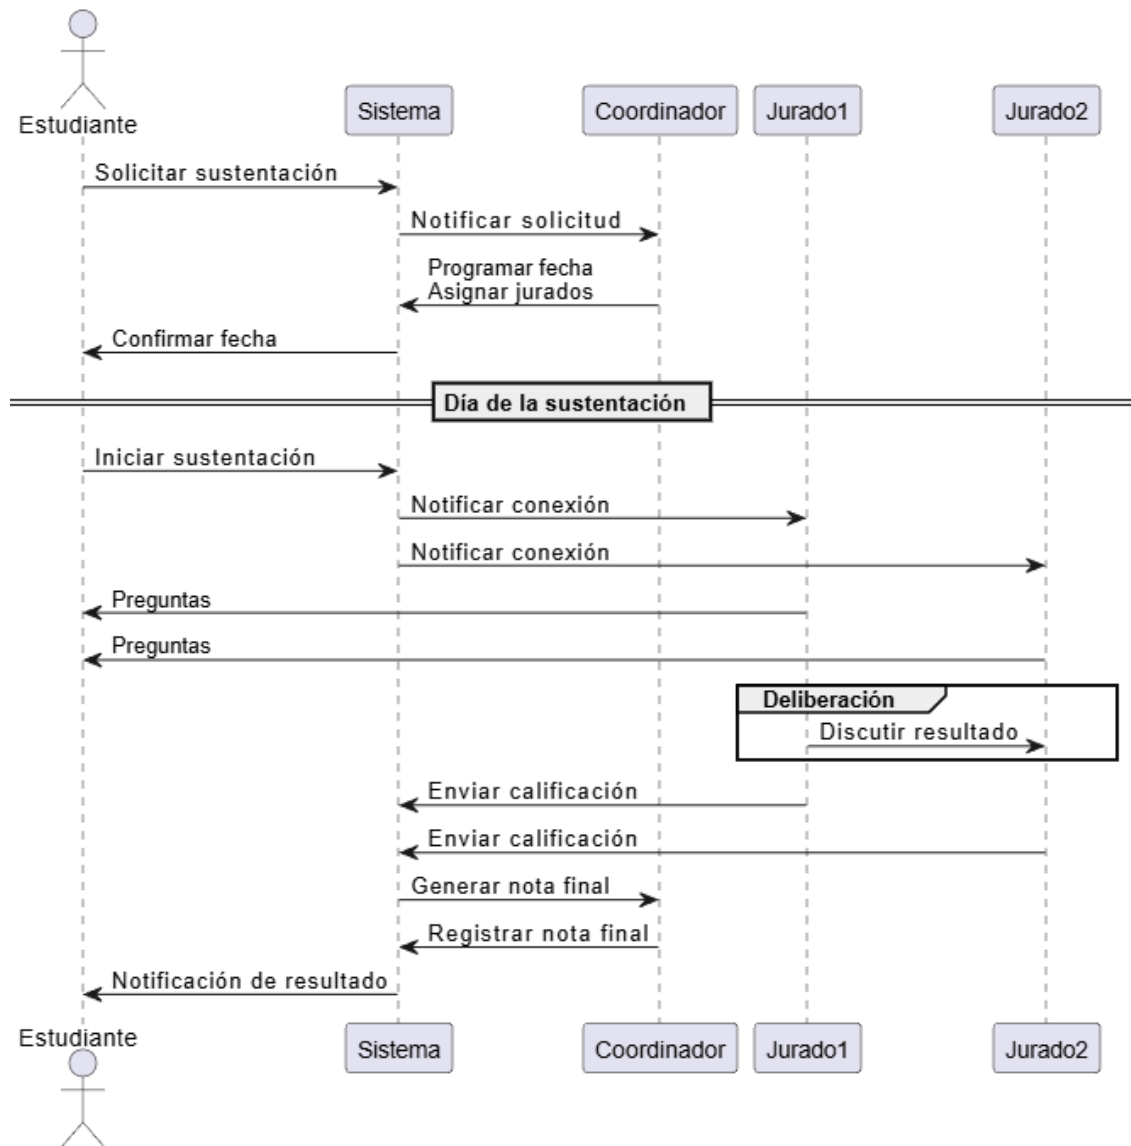 Estudiante
Sistema
Coordinador
Jurado1
Jurado2
Solicitar sustentación
Notificar solicitud
Programar fecha
Asignar jurados
Confirmar fecha
Día de la sustentación
Iniciar sustentación
Notificar conexión
Notificar conexión
Preguntas
Preguntas
Deliberación
Discutir resultado
Enviar calificación
Enviar calificación
Generar nota final
Registrar nota final
Notificación de resultado
Estudiante
Sistema
Coordinador
Jurado1
Jurado2